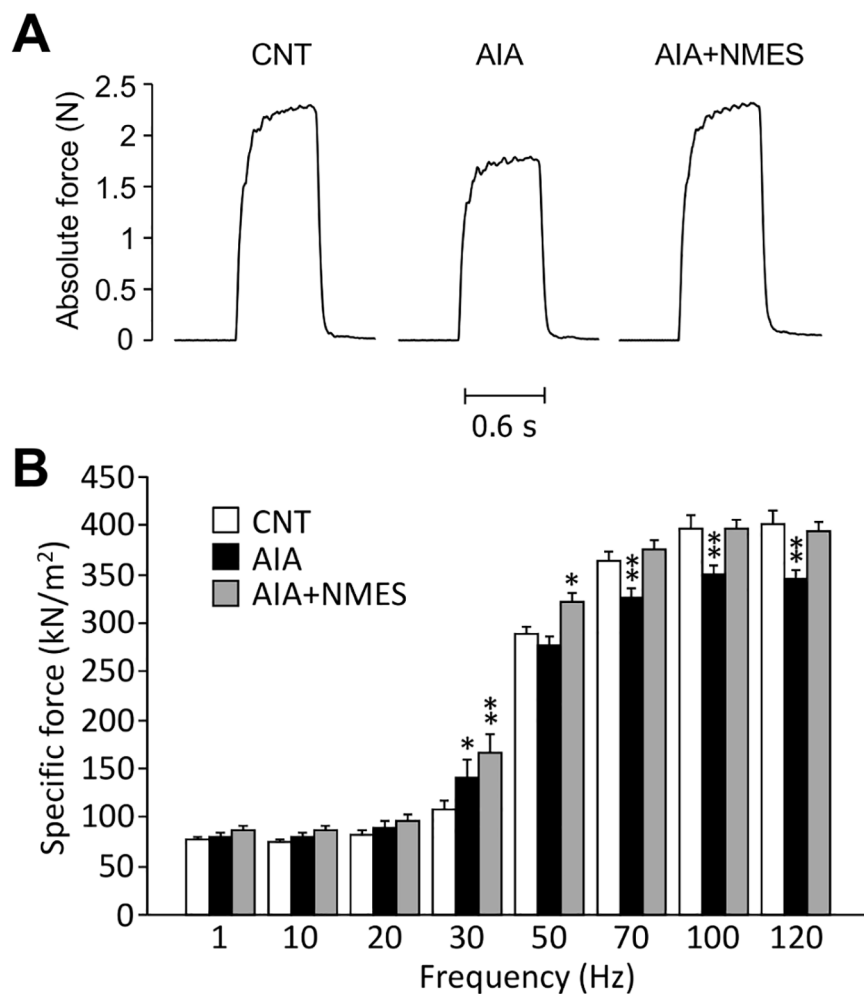 A
CNT AIA AIA+NMES
Absolute force (N)
2.5
2
1.5
1
0.5
0
0.6 s
B
Specific force (kN/m²)
450
400
350
300
250
200
150
100
50
0
CNT
AIA
AIA+NMES
* ** * ** ** **
1 10 20 30 50 70 100 120
Frequency (Hz)